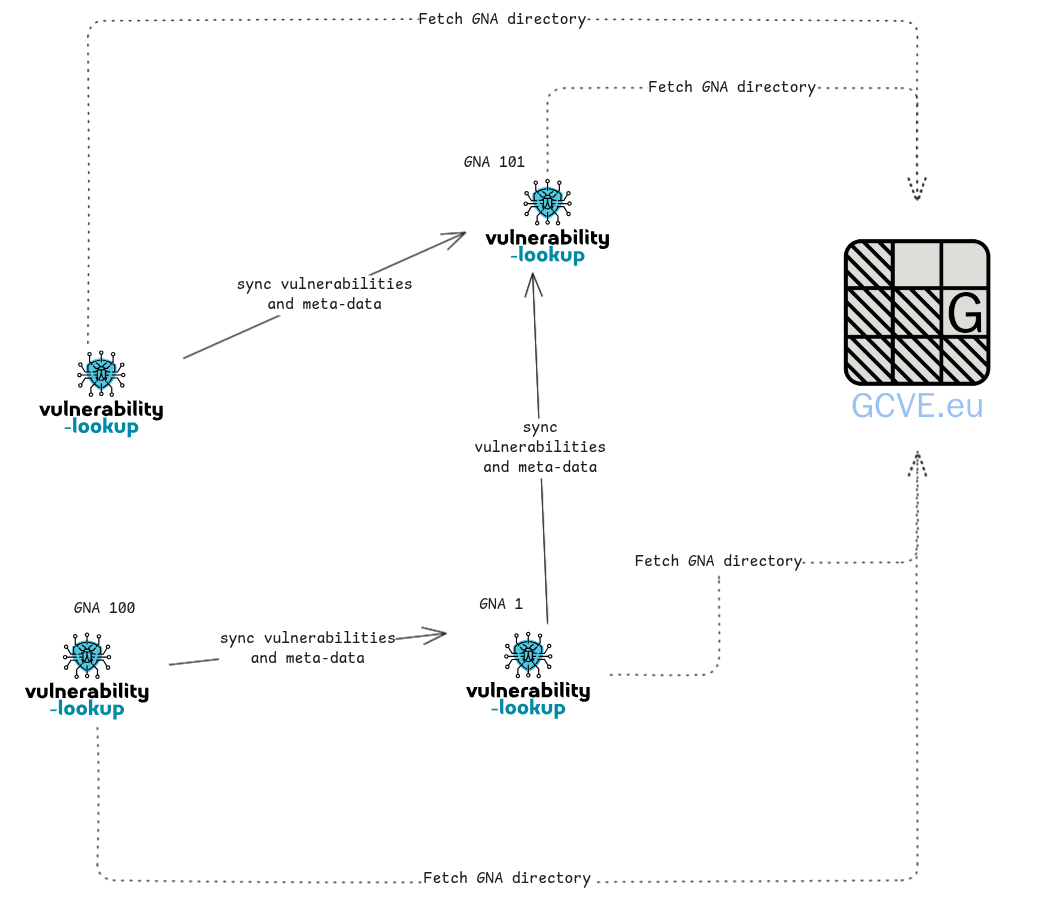 Fetch GNA directory
Fetch GNA directory
GNA 101
vulnerability
-lookup
sync vulnerabilities
and meta-data
G
GCVE.eu
vulnerability
-lookup
sync
vulnerabilities
and meta-data
Fetch GNA directory
GNA 100
GNA 1
sync vulnerabilities
and meta-data
vulnerability
-lookup
vulnerability
-lookup
Fetch GNA directory